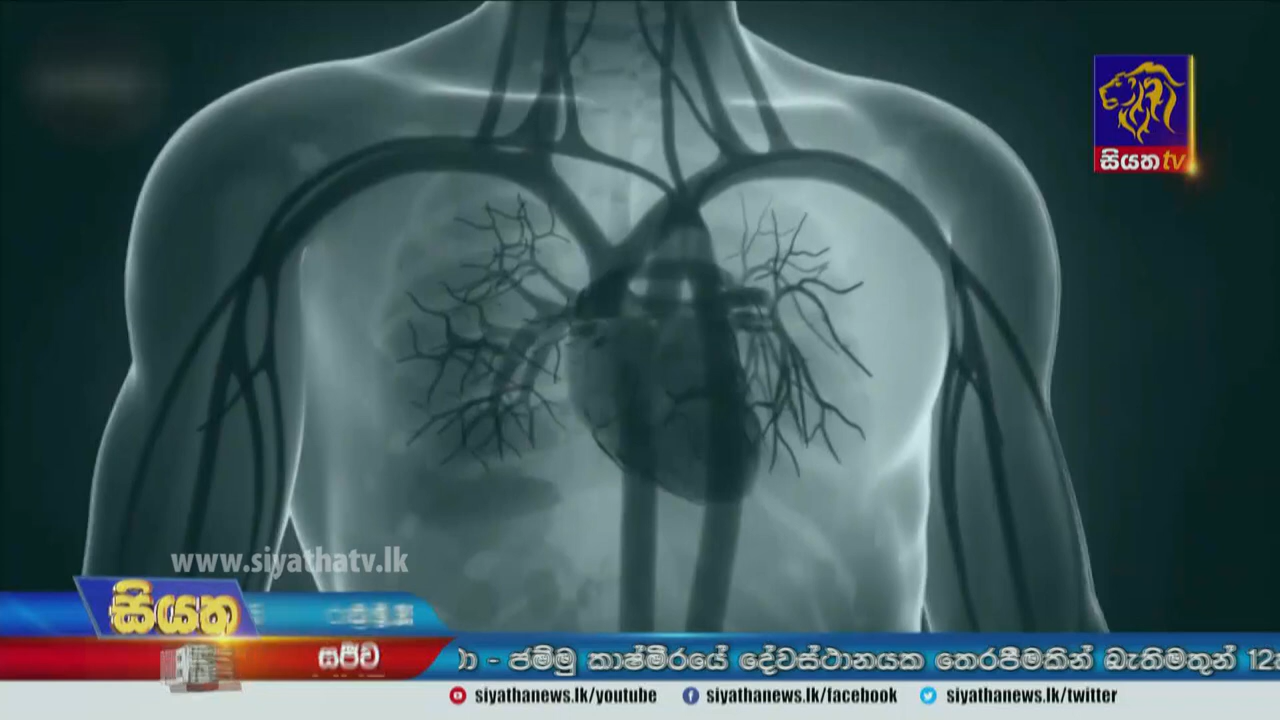 සියත tv
www.siyathatv.lk
සියත
සජීව
ා - ජම්මු කාෂ්මීරයේ දේවස්ථානයක තෙරපීමකින් බැතිමතුන් 12ක
siyathanews.lk/youtube siyathanews.lk/facebook siyathanews.lk/twitter